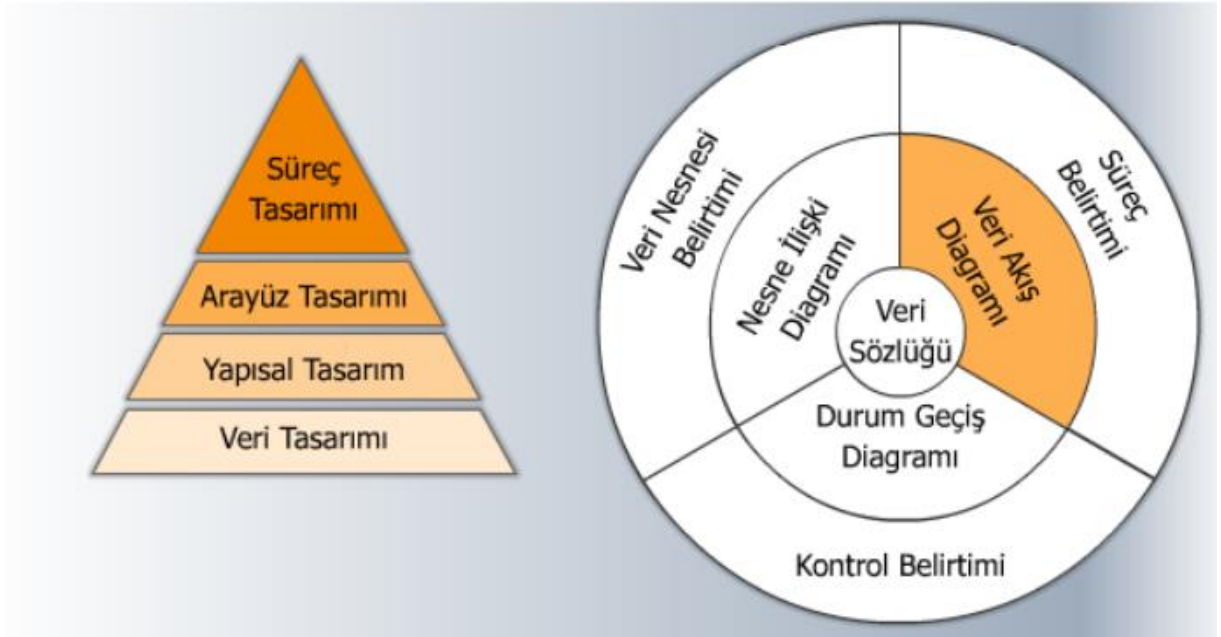 Süreç
Tasarımı
Arayüz Tasarımı
Yapısal Tasarım
Veri Tasarımı
Veri Nesnesi
Belirtimi
Nesne İlişki
Diagramı
Veri Akış
Diagramı
Süreç
Belirtimi
Veri
Sözlüğü
Durum Geçiş
Diagramı
Kontrol Belirtimi